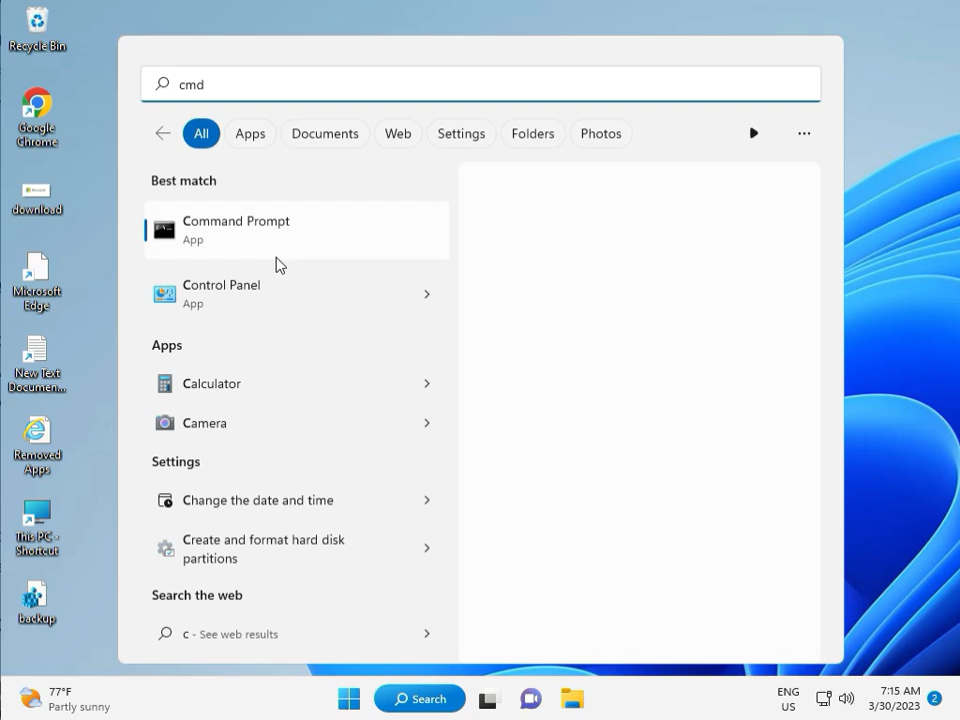 Recycle Bin
Google
Chrome
download
Microsoft
Edge
New Text
Documen...
Removed
Apps
This PC -
Shortcut
backup
cmd
All Apps Documents Web Settings Folders Photos ...
Best match
Command Prompt
App
Control Panel
App
Apps
Calculator
Camera
Settings
Change the date and time
Create and format hard disk
partitions
Search the web
c - See web results
77°F
Partly sunny
Search
ENG
US
7:15 AM
3/30/2023
2